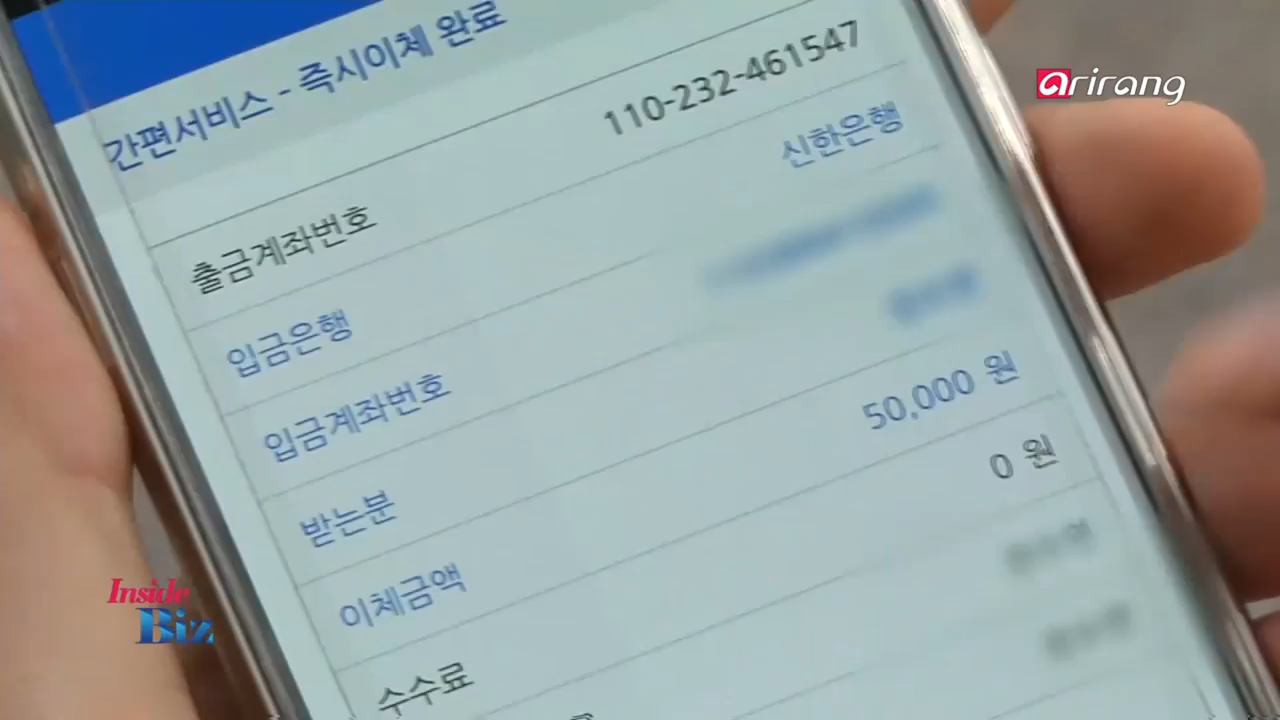 arirang
간편서비스 - 즉시이체 완료
출금계좌번호 110-232-461547
입금은행 신한은행
입금계좌번호
받는분
이체금액 50,000 원
수수료 0 원
Inside
Biz